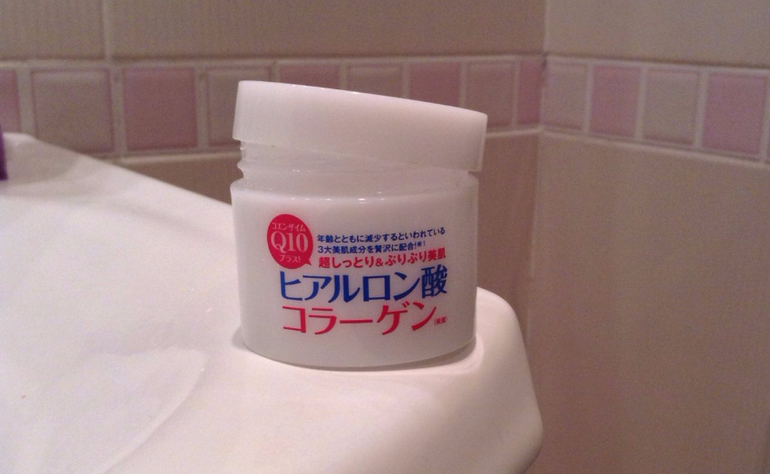 コエンザイム
Q10
プラス!
年齢とともに減少するといわれている
3大美肌成分を贅沢に配合!(※)
超しっとり&ぷりぷり美肌
ヒアルロン酸
コラーゲン